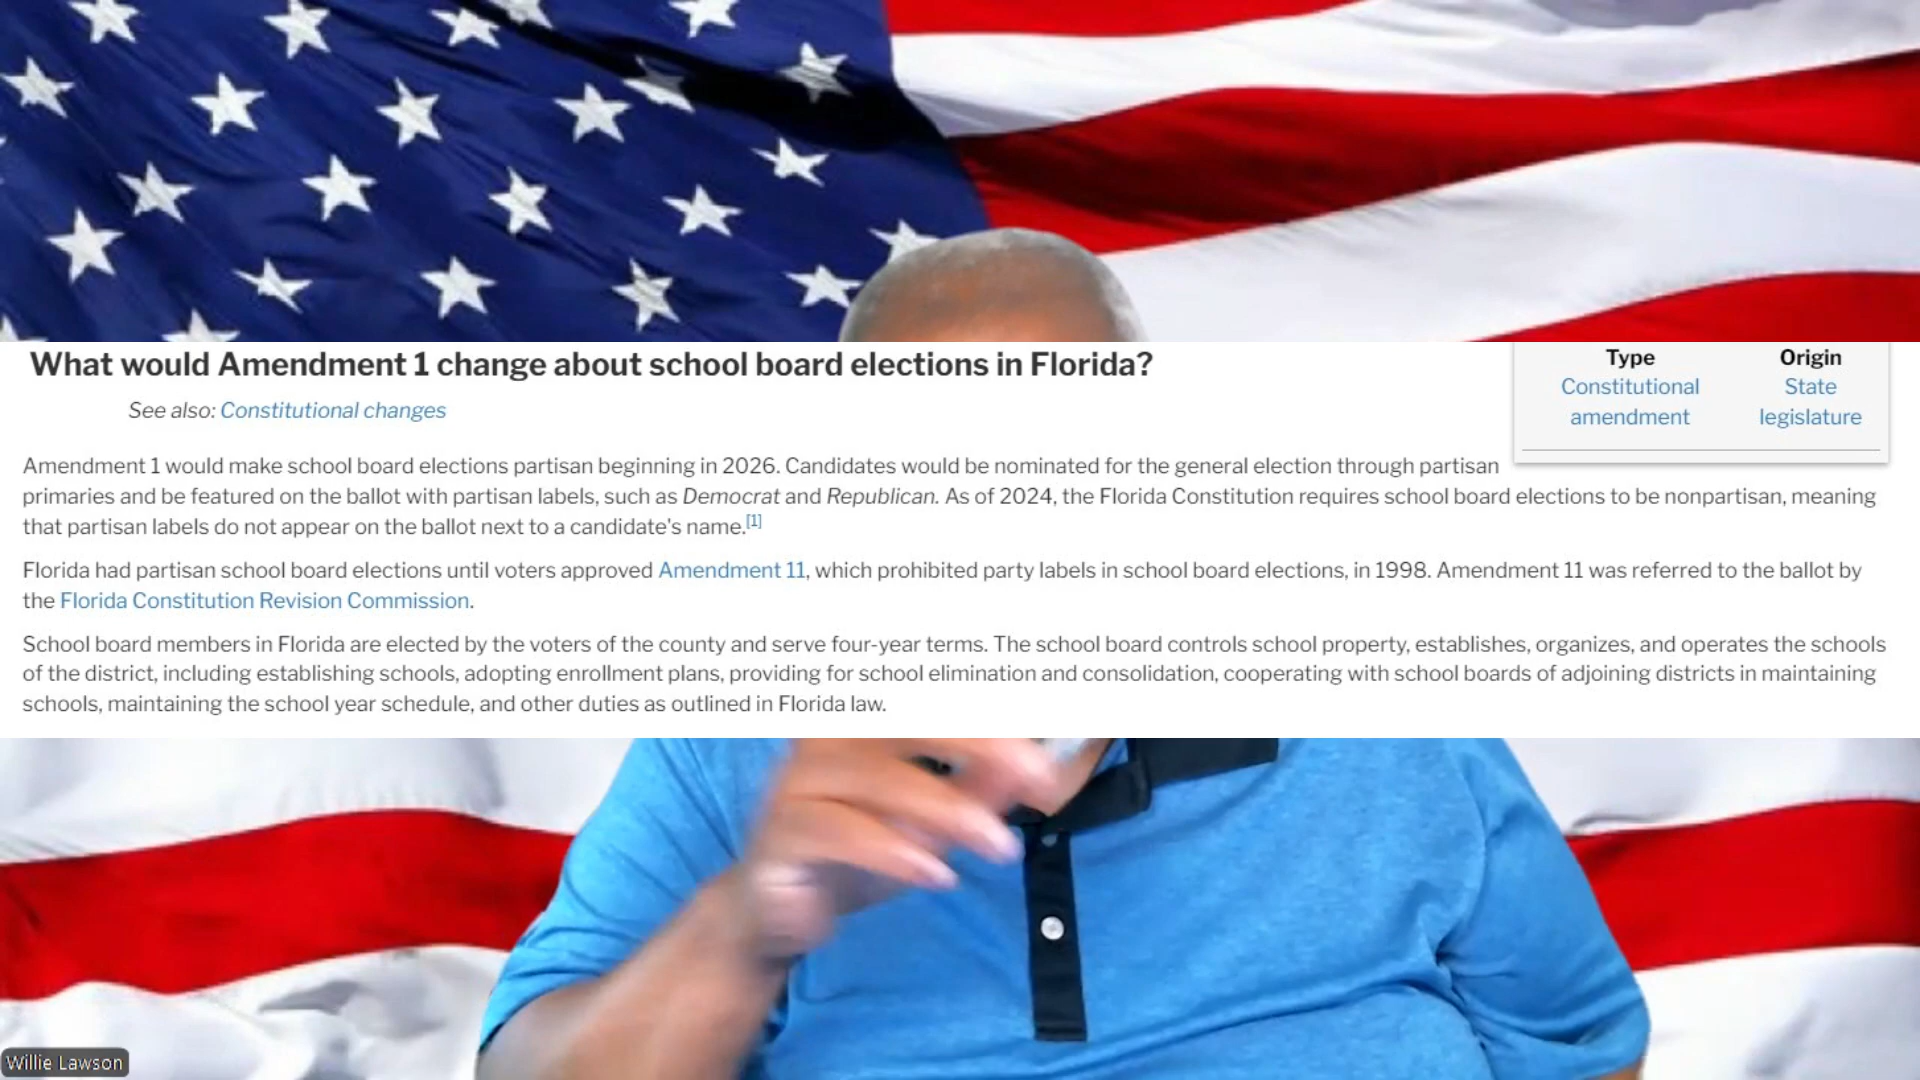 What would Amendment 1 change about school board elections in Florida?
See also: Constitutional changes
Type
Constitutional
amendment
Origin
State
legislature
Amendment 1 would make school board elections partisan beginning in 2026. Candidates would be nominated for the general election through partisan
primaries and be featured on the ballot with partisan labels, such as Democrat and Republican. As of 2024, the Florida Constitution requires school board elections to be nonpartisan, meaning
that partisan labels do not appear on the ballot next to a candidate's name.[1]
Florida had partisan school board elections until voters approved Amendment 11, which prohibited party labels in school board elections, in 1998. Amendment 11 was referred to the ballot by
the Florida Constitution Revision Commission.
School board members in Florida are elected by the voters of the county and serve four-year terms. The school board controls school property, establishes, organizes, and operates the schools
of the district, including establishing schools, adopting enrollment plans, providing for school elimination and consolidation, cooperating with school boards of adjoining districts in maintaining
schools, maintaining the school year schedule, and other duties as outlined in Florida law.
Willie Lawson